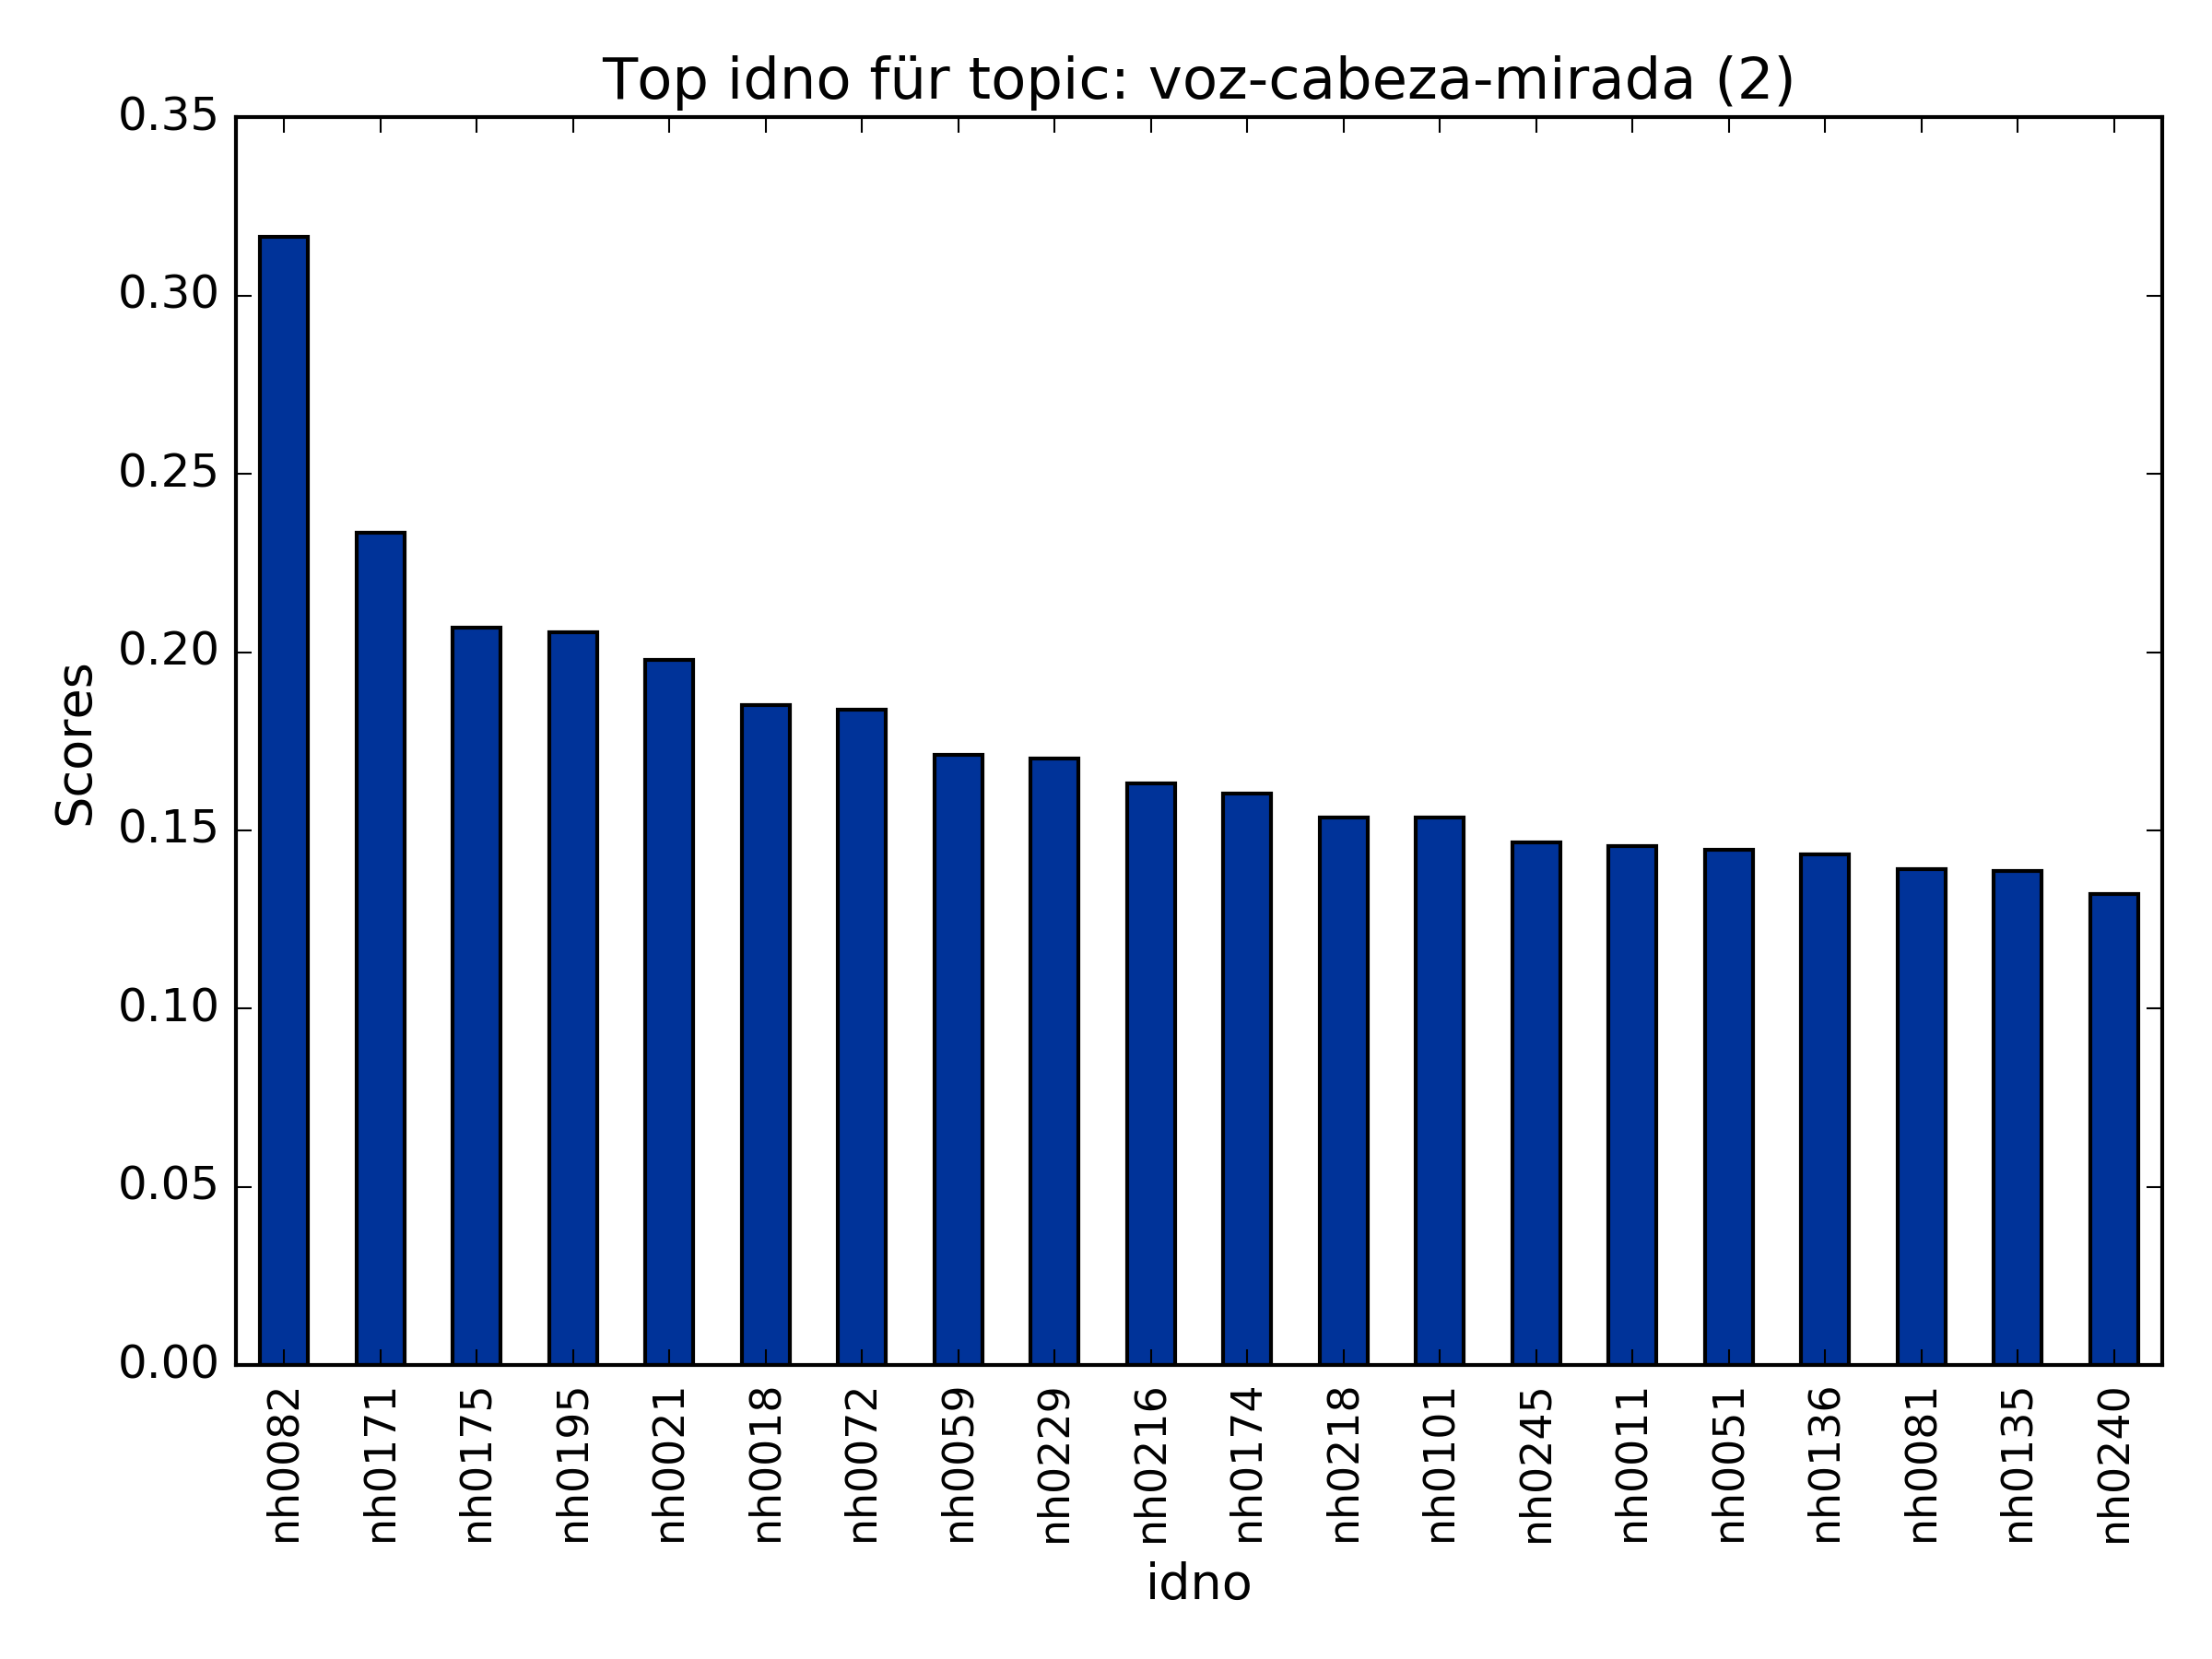 Top idno für topic: voz-cabeza-mirada (2)
0.35
0.30
0.25
0.20
0.15
0.10
0.05
0.00
Scores
nh0082
nh0171
nh0175
nh0195
nh0021
nh0018
nh0072
nh0059
nh0229
nh0216
nh0174
nh0218
nh0101
nh0245
nh0011
nh0051
nh0136
nh0081
nh0135
nh0240
idno